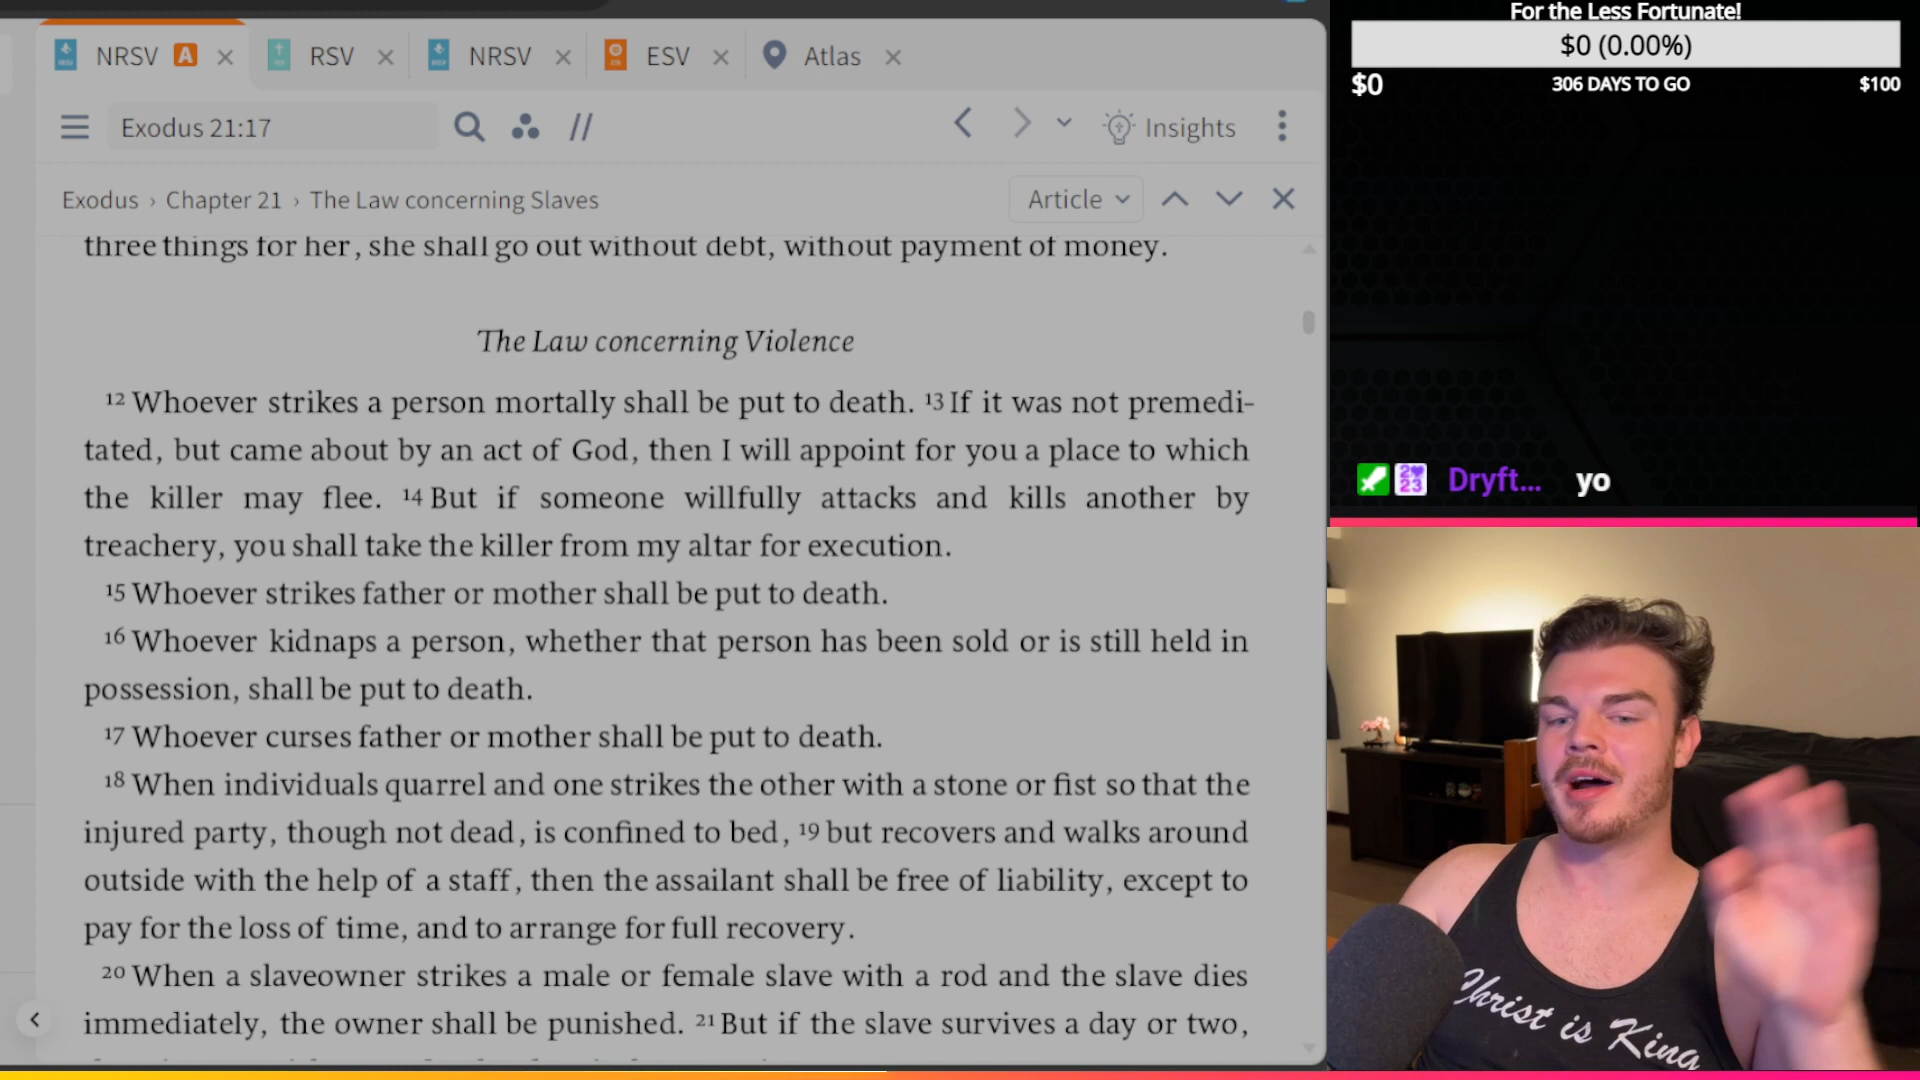 NRSV A
RSV
NRSV
ESV
Atlas
Exodus 21:17
//
Insights
Exodus › Chapter 21 › The Law concerning Slaves
Article
three things for her, she shall go out without debt, without payment of money.
The Law concerning Violence
12 Whoever strikes a person mortally shall be put to death. 13 If it was not premedi-
tated, but came about by an act of God, then I will appoint for you a place to which
the killer may flee. 14 But if someone willfully attacks and kills another by
treachery, you shall take the killer from my altar for execution.
15 Whoever strikes father or mother shall be put to death.
16 Whoever kidnaps a person, whether that person has been sold or is still held in
possession, shall be put to death.
17 Whoever curses father or mother shall be put to death.
18 When individuals quarrel and one strikes the other with a stone or fist so that the
injured party, though not dead, is confined to bed, 19 but recovers and walks around
outside with the help of a staff, then the assailant shall be free of liability, except to
pay for the loss of time, and to arrange for full recovery.
20 When a slaveowner strikes a male or female slave with a rod and the slave dies
immediately, the owner shall be punished. 21 But if the slave survives a day or two,
For the Less Fortunate!
$0 (0.00%)
$0 306 DAYS TO GO $100
2023 Dryft... yo
Christ is King